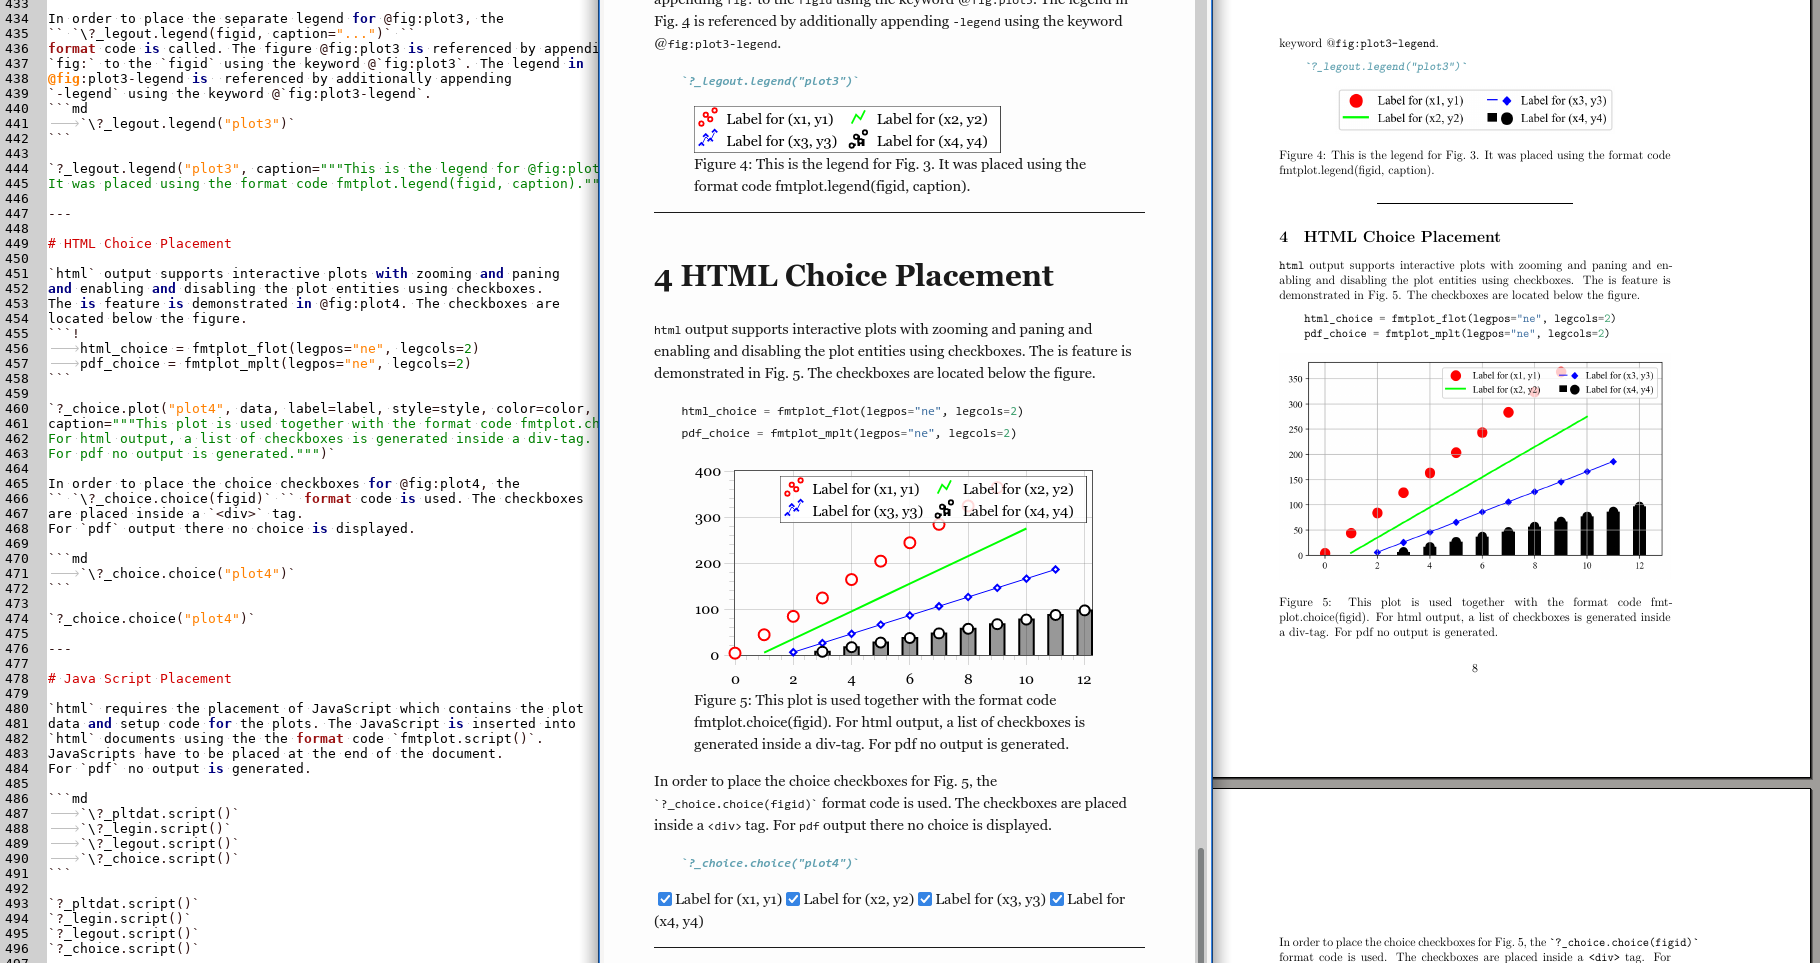 433
434 In order to place the separate legend for @fig:plot3, the
435 `` `\?_legout.legend(figid, caption="...")` ``
436 format code is called. The figure @fig:plot3 is referenced by appendi
437 `fig:` to the `figid` using the keyword @`fig:plot3`. The legend in
438 @fig:plot3-legend is referenced by additionally appending
439 `-legend` using the keyword @`fig:plot3-legend`.
440 ```md
441 `\?_legout.legend("plot3")`
442 ```
443
444 `?_legout.legend("plot3", caption="""This is the legend for @fig:plot
445 It was placed using the format code fmtplot.legend(figid, caption).""
446
447 ---
448
449 # HTML Choice Placement
450
451 `html` output supports interactive plots with zooming and paning
452 and enabling and disabling the plot entities using checkboxes.
453 The is feature is demonstrated in @fig:plot4. The checkboxes are
454 located below the figure.
455 ```!
456 html_choice = fmtplot_flot(legpos="ne", legcols=2)
457 pdf_choice = fmtplot_mplt(legpos="ne", legcols=2)
458 ```
459
460 `?_choice.plot("plot4", data, label=label, style=style, color=color,
461 caption="""This plot is used together with the format code fmtplot.ch
462 For html output, a list of checkboxes is generated inside a div-tag.
463 For pdf no output is generated.""")`
464
465 In order to place the choice checkboxes for @fig:plot4, the
466 `` `\?_choice.choice(figid)` `` format code is used. The checkboxes
467 are placed inside a `<div>` tag.
468 For `pdf` output there no choice is displayed.
469
470 ```md
471 `\?_choice.choice("plot4")`
472 ```
473
474 `?_choice.choice("plot4")`
475
476 ---
477
478 # Java Script Placement
479
480 `html` requires the placement of JavaScript which contains the plot
481 data and setup code for the plots. The JavaScript is inserted into
482 `html` documents using the the format code `fmtplot.script()`.
483 JavaScripts have to be placed at the end of the document.
484 For `pdf` no output is generated.
485
486 ```md
487 `\?_pltdat.script()`
488 `\?_legin.script()`
489 `\?_legout.script()`
490 `\?_choice.script()`
491 ```
492
493 `?_pltdat.script()`
494 `?_legin.script()`
495 `?_legout.script()`
496 `?_choice.script()`
Fig. 4 is referenced by additionally appending -legend using the keyword
@fig:plot3-legend.
`?_legout.legend("plot3")`
Label for (x1, y1) Label for (x2, y2)
Label for (x3, y3) Label for (x4, y4)
Figure 4: This is the legend for Fig. 3. It was placed using the
format code fmtplot.legend(figid, caption).
4 HTML Choice Placement
html output supports interactive plots with zooming and paning and
enabling and disabling the plot entities using checkboxes. The is feature is
demonstrated in Fig. 5. The checkboxes are located below the figure.
html_choice = fmtplot_flot(legpos="ne", legcols=2)
pdf_choice = fmtplot_mplt(legpos="ne", legcols=2)
400
Label for (x1, y1) Label for (x2, y2)
Label for (x3, y3) Label for (x4, y4)
300
200
100
0
0 2 4 6 8 10 12
Figure 5: This plot is used together with the format code
fmtplot.choice(figid). For html output, a list of checkboxes is
generated inside a div-tag. For pdf no output is generated.
In order to place the choice checkboxes for Fig. 5, the
`?_choice.choice(figid)` format code is used. The checkboxes are placed
inside a <div> tag. For pdf output there no choice is displayed.
`?_choice.choice("plot4")`
Label for (x1, y1) Label for (x2, y2) Label for (x3, y3) Label for
(x4, y4)
keyword @fig:plot3-legend.
`?_legout.legend("plot3")`
Label for (x1, y1) Label for (x3, y3)
Label for (x2, y2) Label for (x4, y4)
Figure 4: This is the legend for Fig. 3. It was placed using the format code
fmtplot.legend(figid, caption).
4 HTML Choice Placement
html output supports interactive plots with zooming and paning and en-
abling and disabling the plot entities using checkboxes. The is feature is
demonstrated in Fig. 5. The checkboxes are located below the figure.
html_choice = fmtplot_flot(legpos="ne", legcols=2)
pdf_choice = fmtplot_mplt(legpos="ne", legcols=2)
350
Label for (x1, y1) Label for (x3, y3)
Label for (x2, y2) Label for (x4, y4)
300
250
200
150
100
50
0
0 2 4 6 8 10 12
Figure 5: This plot is used together with the format code fmt-
plot.choice(figid). For html output, a list of checkboxes is generated inside
a div-tag. For pdf no output is generated.
8
In order to place the choice checkboxes for Fig. 5, the `?_choice.choice(figid)`
format code is used. The checkboxes are placed inside a <div> tag. For